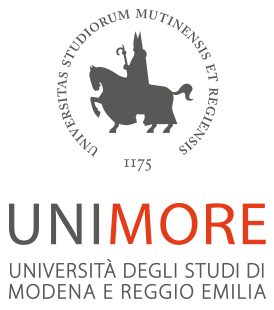 UNIVERSITAS STUDIORUM MUTINENSIS ET REGIENSIS
1175
UNIMORE
UNIVERSITÀ DEGLI STUDI DI
MODENA E REGGIO EMILIA